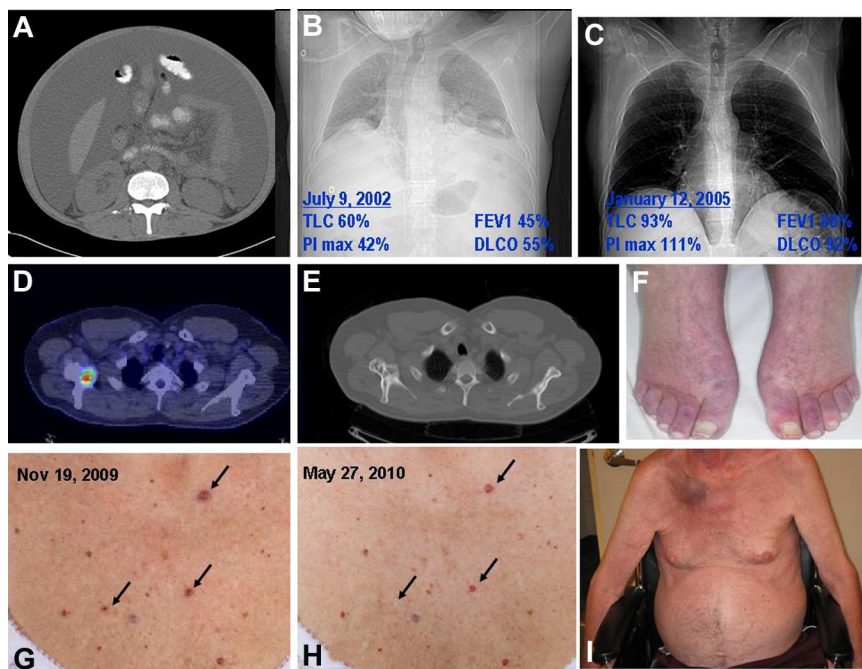 A
B
C
July 9, 2002
TLC 60% FEV1 45%
PI max 42% DLCO 55%
January 12, 2005
TLC 93% FEV1
PI max 111% DLCO 92%
D
E
F
Nov 19, 2009
May 27, 2010
G
H
I